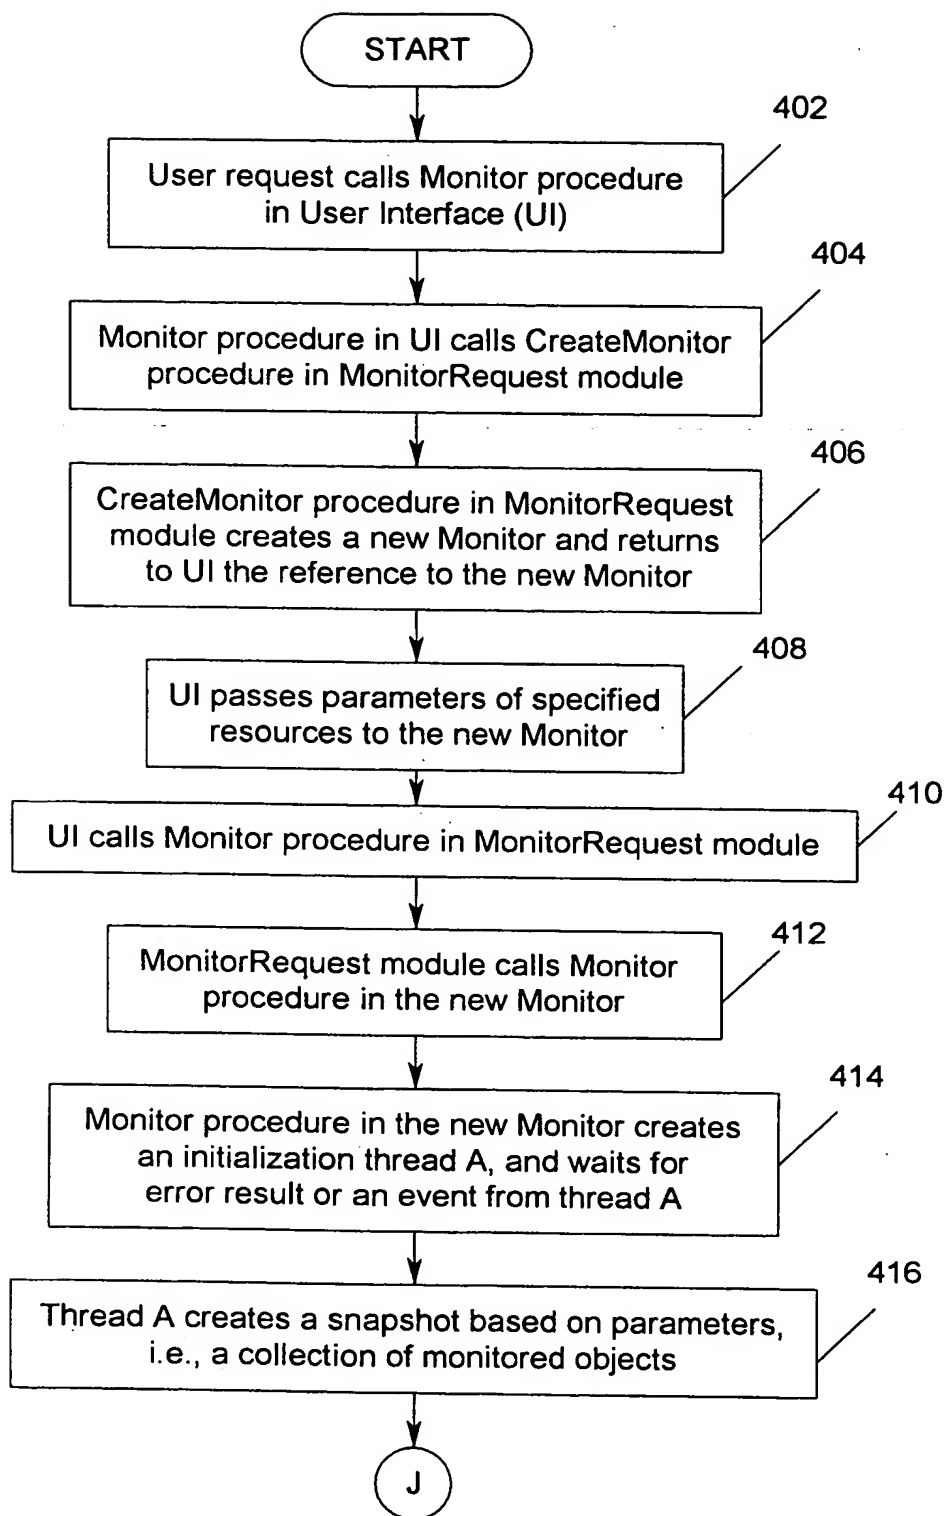 START
402
User request calls Monitor procedure
in User Interface (UI)
404
Monitor procedure in UI calls CreateMonitor
procedure in MonitorRequest module
406
CreateMonitor procedure in MonitorRequest
module creates a new Monitor and returns
to UI the reference to the new Monitor
408
UI passes parameters of specified
resources to the new Monitor
410
UI calls Monitor procedure in MonitorRequest module
412
MonitorRequest module calls Monitor
procedure in the new Monitor
414
Monitor procedure in the new Monitor creates
an initialization thread A, and waits for
error result or an event from thread A
416
Thread A creates a snapshot based on parameters,
i.e., a collection of monitored objects
J